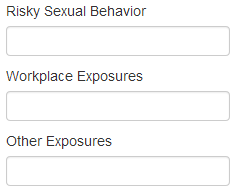 Risky Sexual Behavior
Workplace Exposures
Other Exposures